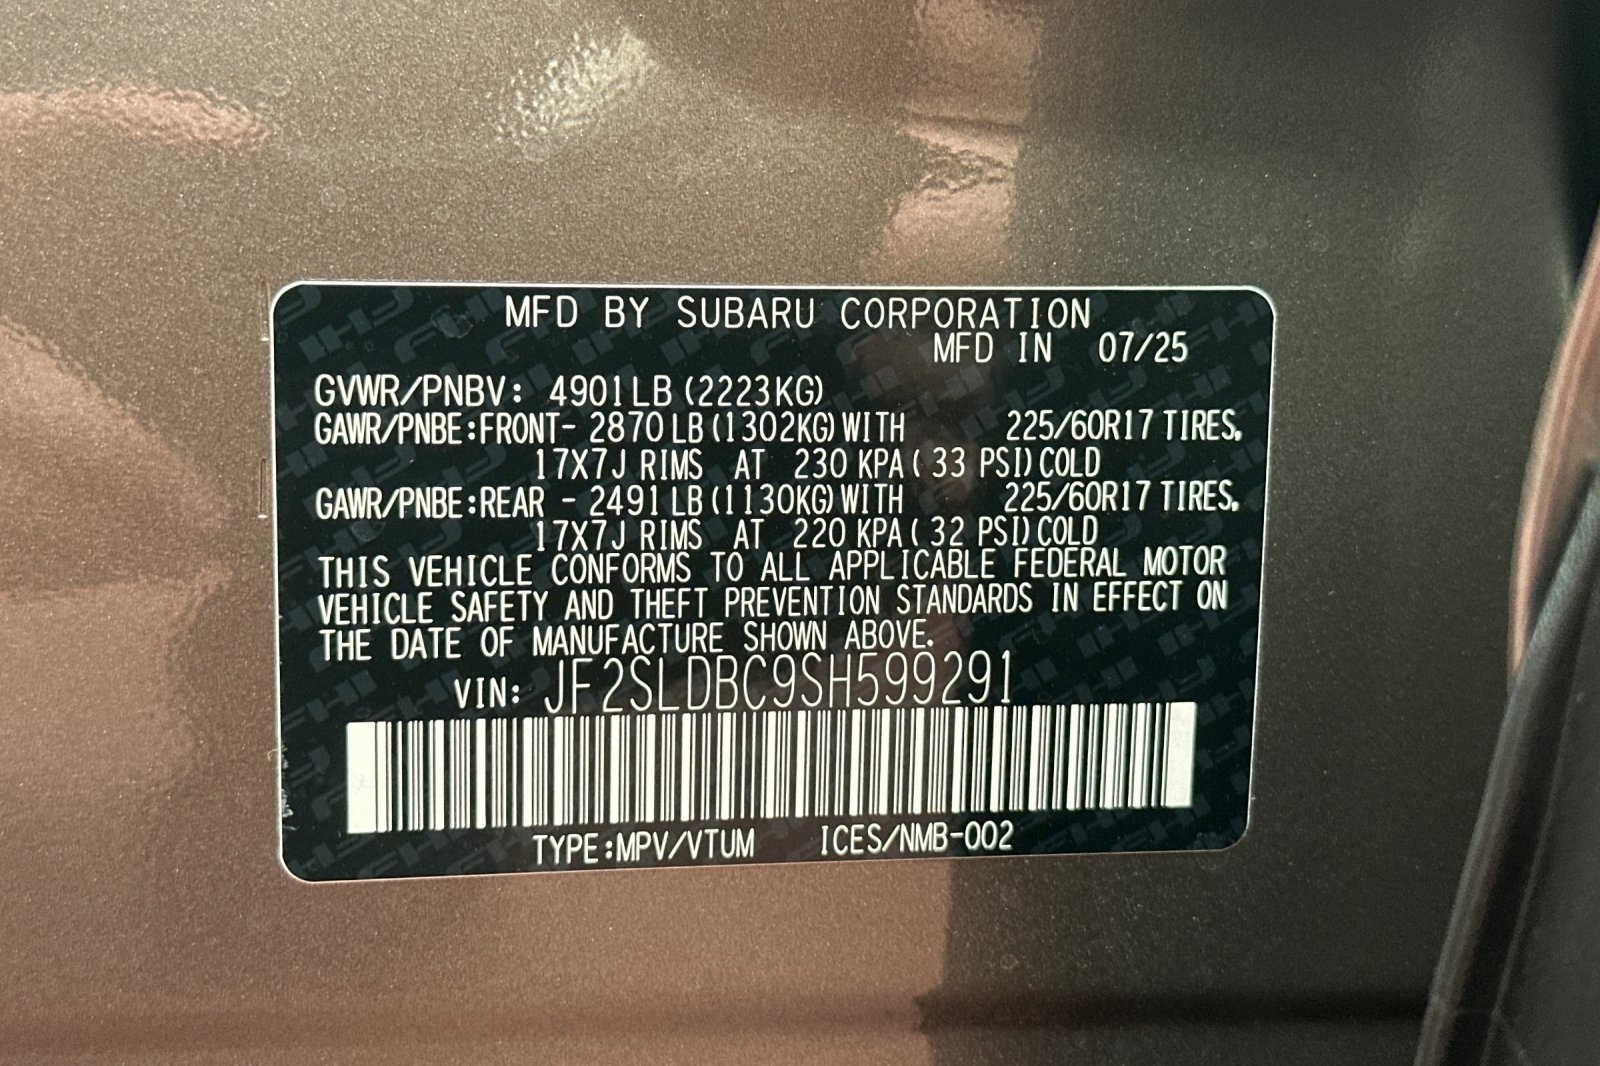 MFD BY SUBARU CORPORATION
MFD IN 07/25
GVWR/PNBV: 4901LB (2223KG)
GAWR/PNBE:FRONT- 2870LB (1302KG) WITH 225/60R17 TIRES,
17X7J RIMS AT 230 KPA ( 33 PSI) COLD
GAWR/PNBE:REAR - 2491LB (1130KG) WITH 225/60R17 TIRES,
17X7J RIMS AT 220 KPA ( 32 PSI) COLD
THIS VEHICLE CONFORMS TO ALL APPLICABLE FEDERAL MOTOR
VEHICLE SAFETY AND THEFT PREVENTION STANDARDS IN EFFECT ON
THE DATE OF MANUFACTURE SHOWN ABOVE.
VIN: JF2SLDBC9SH599291
TYPE:MPV/VTUM ICES/NMB-002